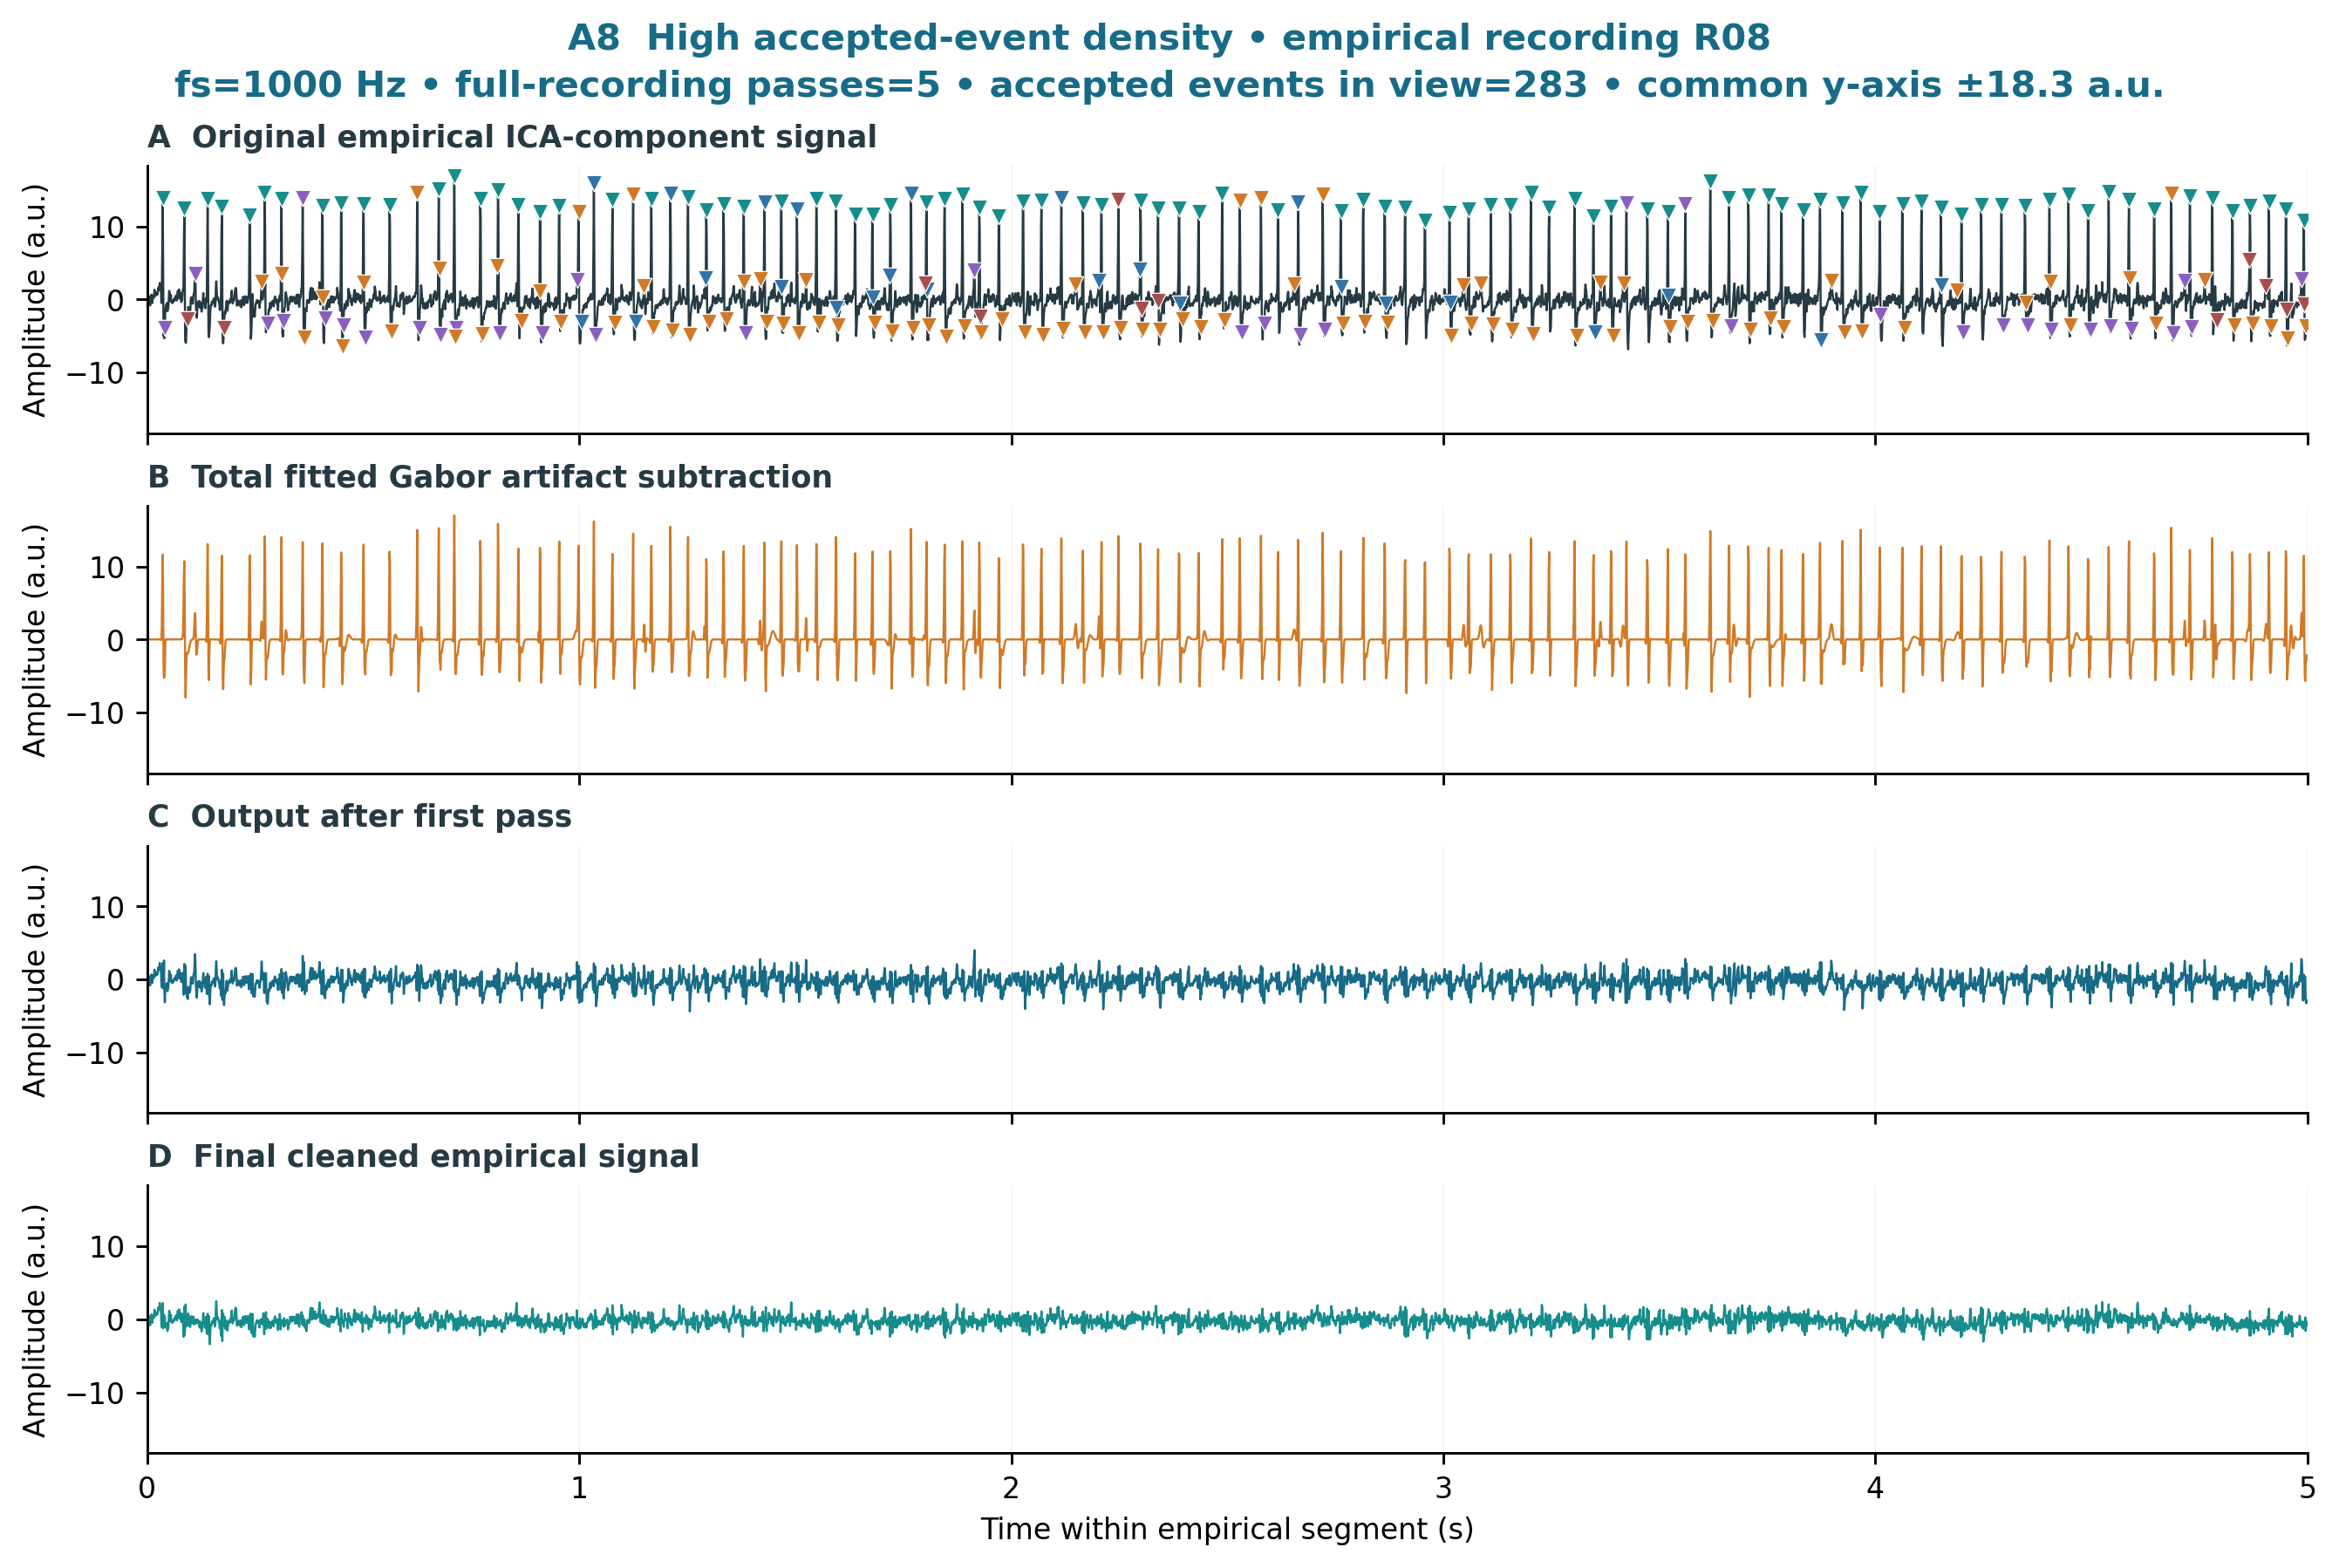 A8  High accepted-event density • empirical recording R08
fs=1000 Hz • full-recording passes=5 • accepted events in view=283 • common y-axis ±18.3 a.u.
A  Original empirical ICA-component signal
Amplitude (a.u.)
10
0
−10
B  Total fitted Gabor artifact subtraction
Amplitude (a.u.)
10
0
−10
C  Output after first pass
Amplitude (a.u.)
10
0
−10
D  Final cleaned empirical signal
Amplitude (a.u.)
10
0
−10
0 1 2 3 4 5
Time within empirical segment (s)